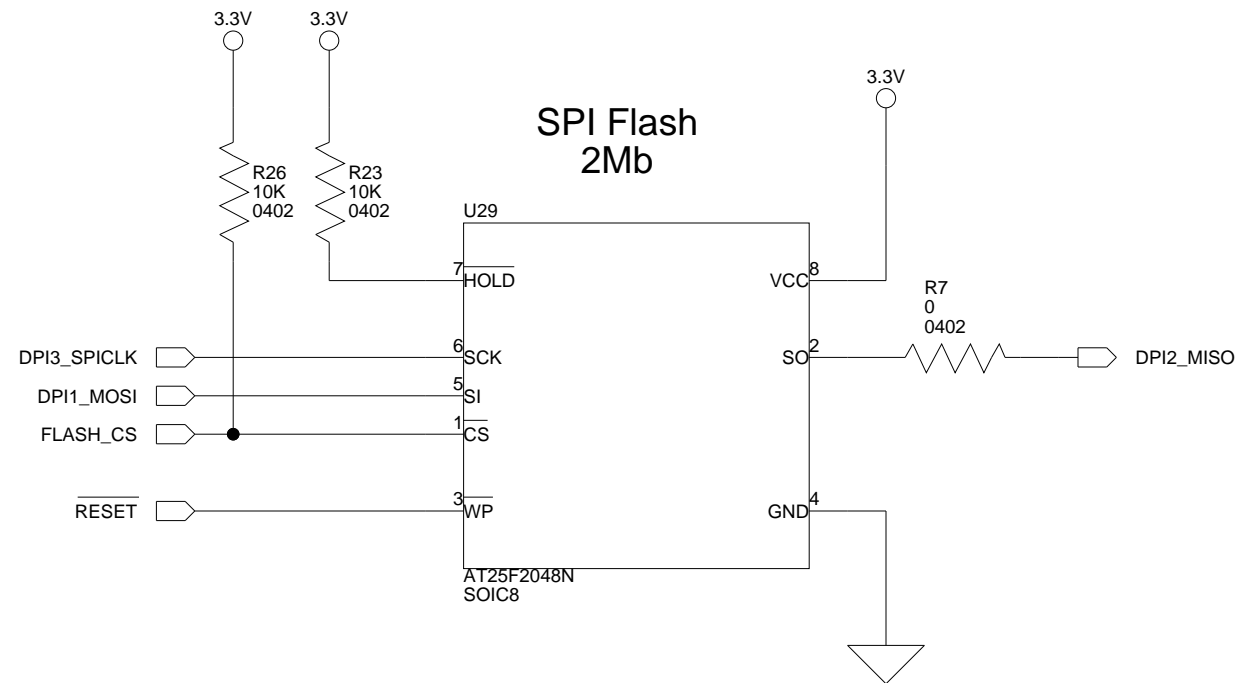 3.3V
3.3V
3.3V
SPI Flash
2Mb
R26
10K
0402
R23
10K
0402
U29
7
HOLD
VCC
8
R7
0
0402
DPI3_SPICLK
6
SCK
SO
2
DPI2_MISO
DPI1_MOSI
5
SI
FLASH_CS
1
CS
RESET
3
WP
GND
4
AT25F2048N
SOIC8